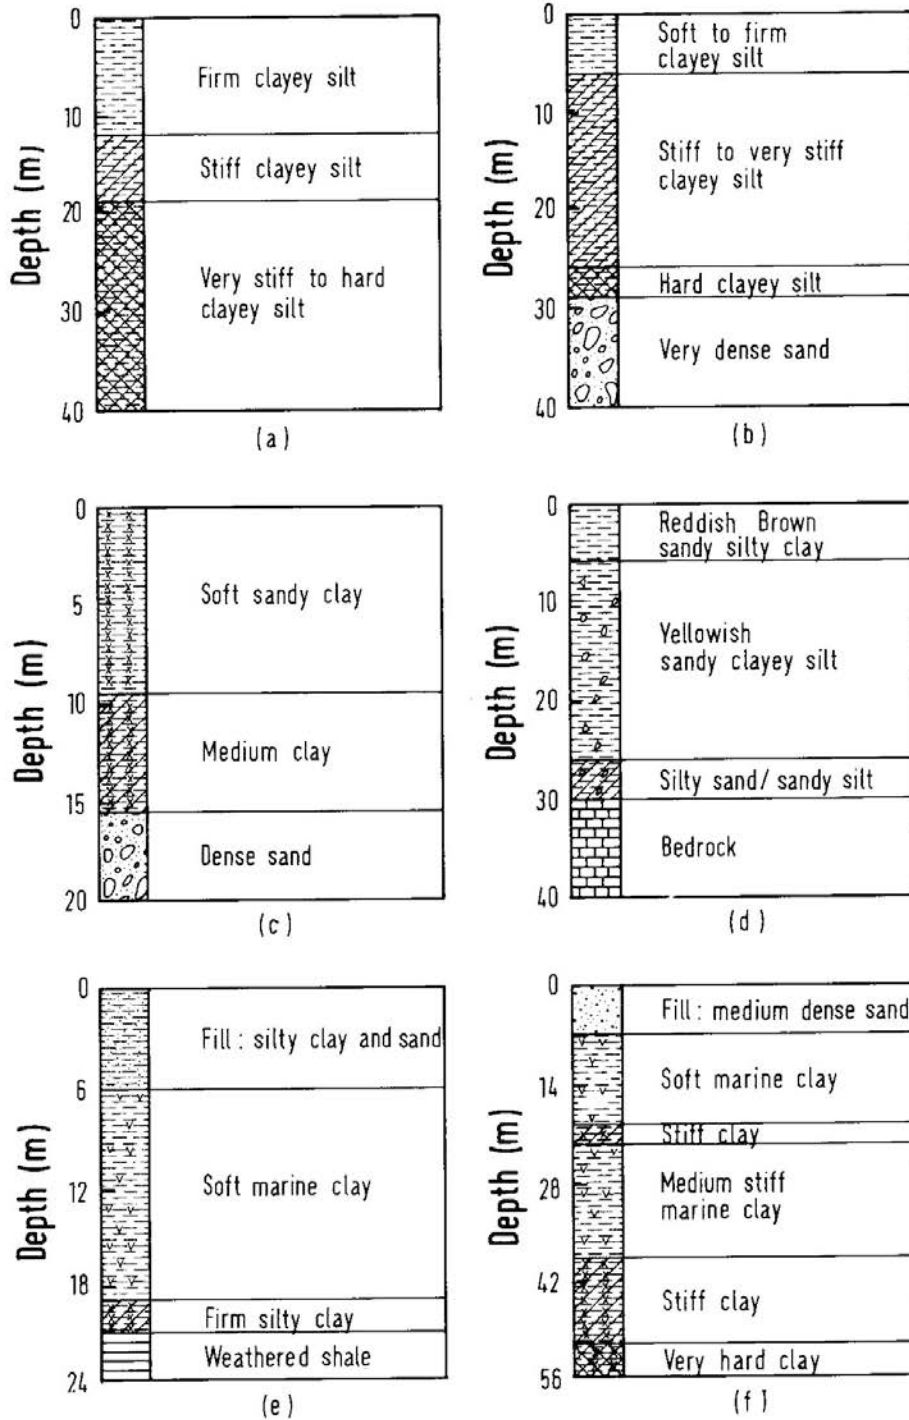 0
10
20
30
40
Depth (m)
Firm clayey silt
Stiff clayey silt
Very stiff to hard
clayey silt
(a)
0
10
20
30
40
Depth (m)
Soft to firm
clayey silt
Stiff to very stiff
clayey silt
Hard clayey silt
Very dense sand
(b)
0
5
10
15
20
Depth (m)
Soft sandy clay
Medium clay
Dense sand
(c)
0
10
20
30
40
Depth (m)
Reddish Brown
sandy silty clay
Yellowish
sandy clayey silt
Silty sand/sandy silt
Bedrock
(d)
0
6
12
18
24
Depth (m)
Fill: silty clay and sand
Soft marine clay
Firm silty clay
Weathered shale
(e)
0
14
28
42
56
Depth (m)
Fill: medium dense sand
Soft marine clay
Stiff clay
Medium stiff
marine clay
Stiff clay
Very hard clay
(f)